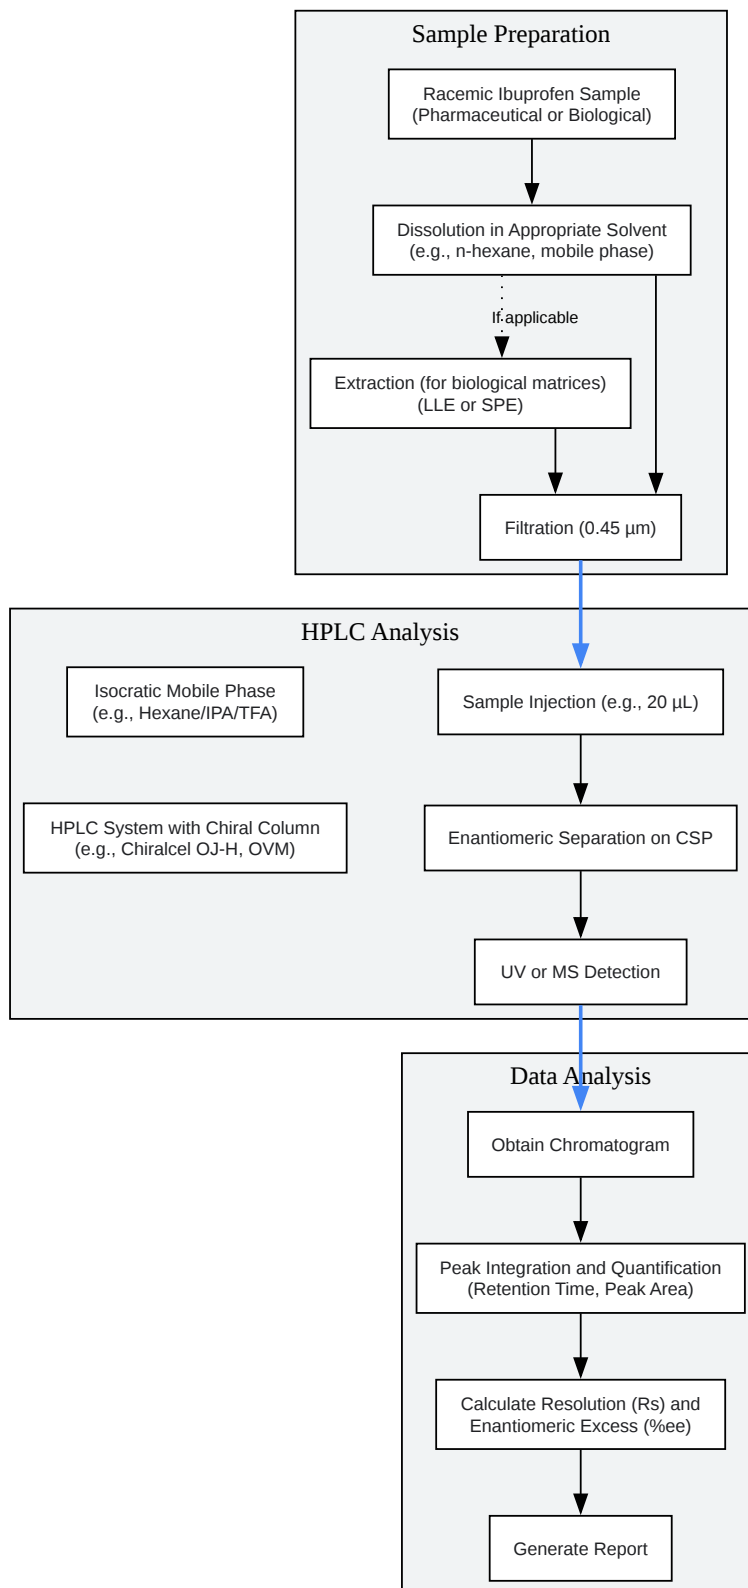 Sample Preparation
Racemic Ibuprofen Sample
(Pharmaceutical or Biological)
Dissolution in Appropriate Solvent
(e.g., n-hexane, mobile phase)
If applicable
Extraction (for biological matrices)
(LLE or SPE)
Filtration (0.45 µm)
HPLC Analysis
Isocratic Mobile Phase
(e.g., Hexane/IPA/TFA)
Sample Injection (e.g., 20 µL)
HPLC System with Chiral Column
(e.g., Chiralcel OJ-H, OVM)
Enantiomeric Separation on CSP
UV or MS Detection
Data Analysis
Obtain Chromatogram
Peak Integration and Quantification
(Retention Time, Peak Area)
Calculate Resolution (Rs) and
Enantiomeric Excess (%ee)
Generate Report